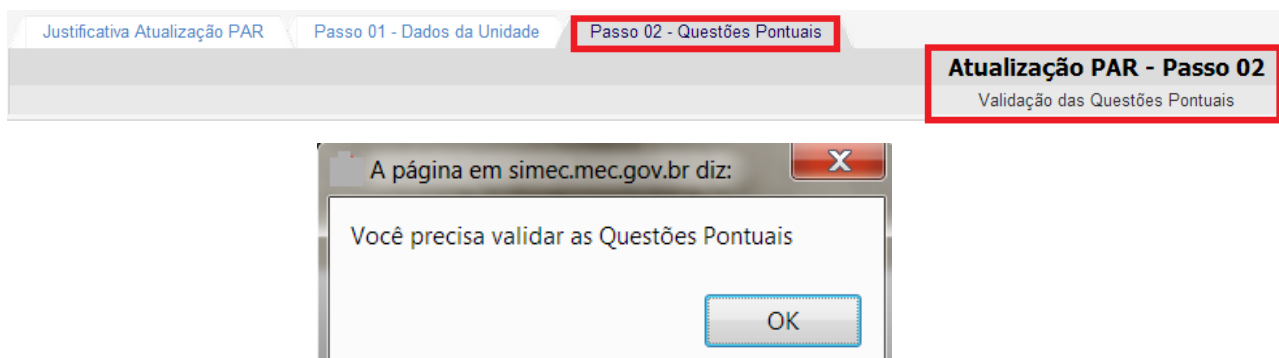 Justificativa Atualização PAR Passo 01 - Dados da Unidade Passo 02 - Questões Pontuais
Atualização PAR - Passo 02
Validação das Questões Pontuais
A página em simec.mec.gov.br diz:
X
Você precisa validar as Questões Pontuais
OK